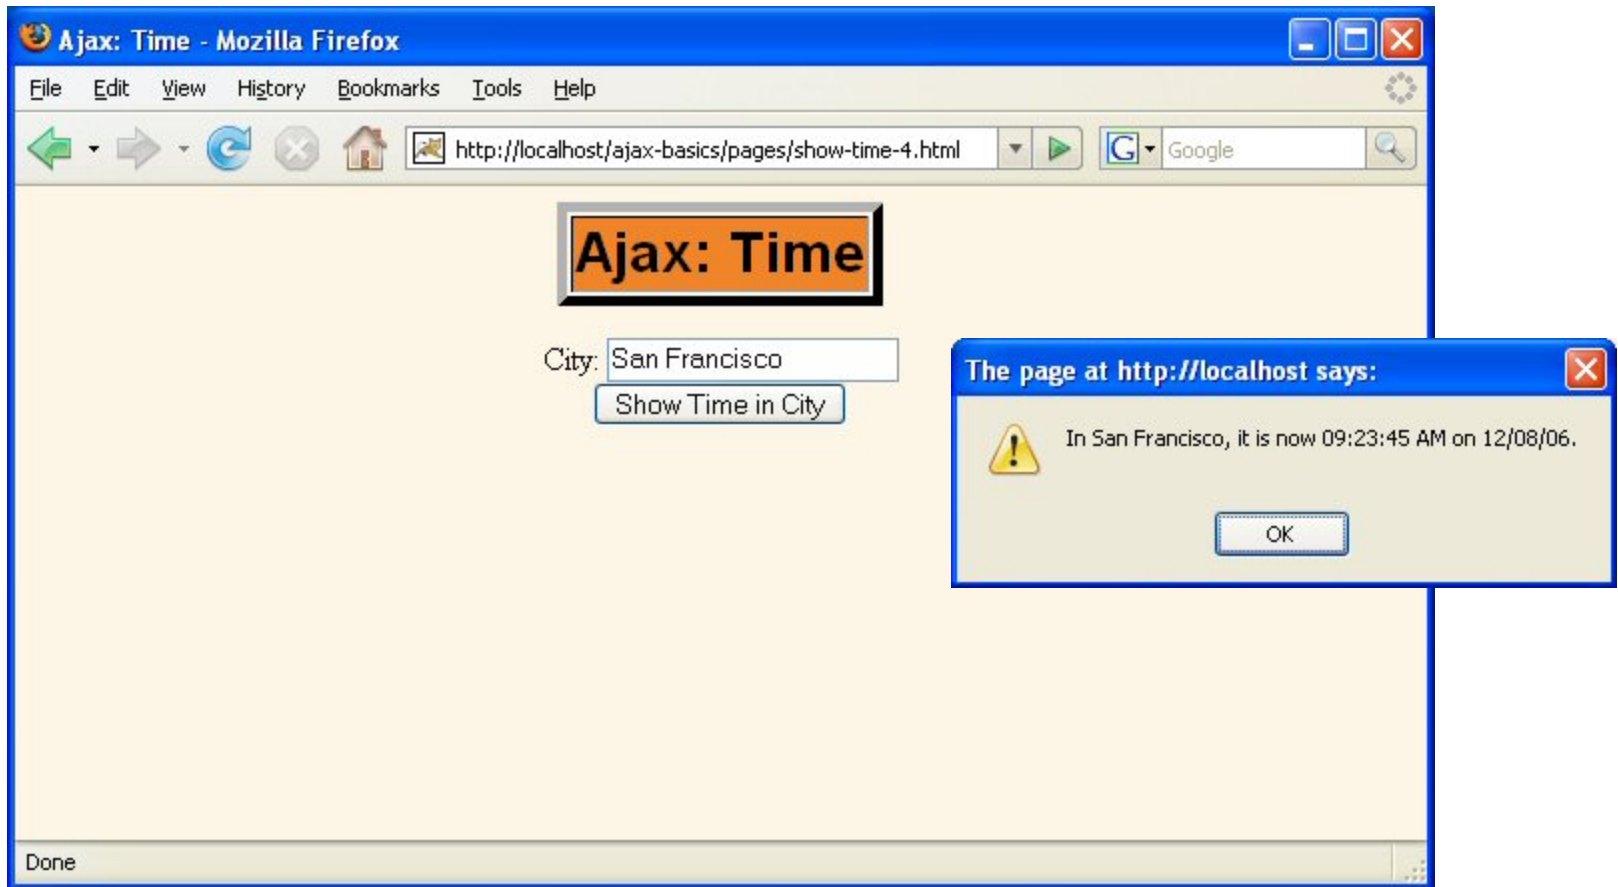 Ajax: Time - Mozilla Firefox
File Edit View History Bookmarks Tools Help
http://localhost/ajax-basics/pages/show-time-4.html G Google
Ajax: Time
City: San Francisco
Show Time in City
The page at http://localhost says:
In San Francisco, it is now 09:23:45 AM on 12/08/06.
OK
Done